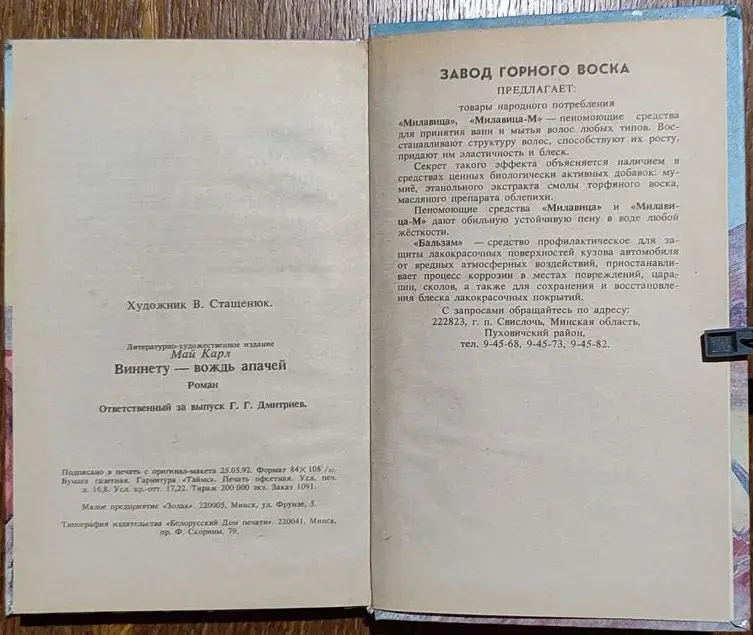 Художник В. Стащенюк.
Литературно-художественное издание
Май Карл
Виннету — вождь апачей
Роман
Ответственный за выпуск Г. Г. Дмитриев.
Подписано в печать с оригинал-макета 25.05.92. Формат 84×108 1/32.
Бумага газетная. Гарнитура «Таймс». Печать офсетная. Усл. печ.
л. 16,8. Усл. кр.-отт. 17,22. Тираж 200 000 экз. Заказ 1091.
Малое предприятие «Золак». 220005, Минск, ул. Фрунзе, 5.
Типография издательства «Белорусский Дом печати». 220041, Минск,
пр. Ф. Скорины, 79.
ЗАВОД ГОРНОГО ВОСКА
ПРЕДЛАГАЕТ:
товары народного потребления
«Милавица», «Милавица-М» — пеномоющие средства
для принятия ванн и мытья волос любых типов. Вос-
станавливают структуру волос, способствуют их росту,
придают им эластичность и блеск.
Секрет такого эффекта объясняется наличием в
средствах ценных биологически активных добавок: му-
миё, этанольного экстракта смолы торфяного воска,
масляного препарата облепихи.
Пеномоющие средства «Милавица» и «Милави-
ца-М» дают обильную устойчивую пену в воде любой
жёсткости.
«Бальзам» — средство профилактическое для за-
щиты лакокрасочных поверхностей кузова автомобиля
от вредных атмосферных воздействий, приостанавли-
вает процесс коррозии в местах повреждений, цара-
пин, сколов, а также для сохранения и восстановле-
ния блеска лакокрасочных покрытий.
С запросами обращайтесь по адресу:
222823, г. п. Свислочь, Минская область,
Пуховичский район,
тел. 9-45-68, 9-45-73, 9-45-82.